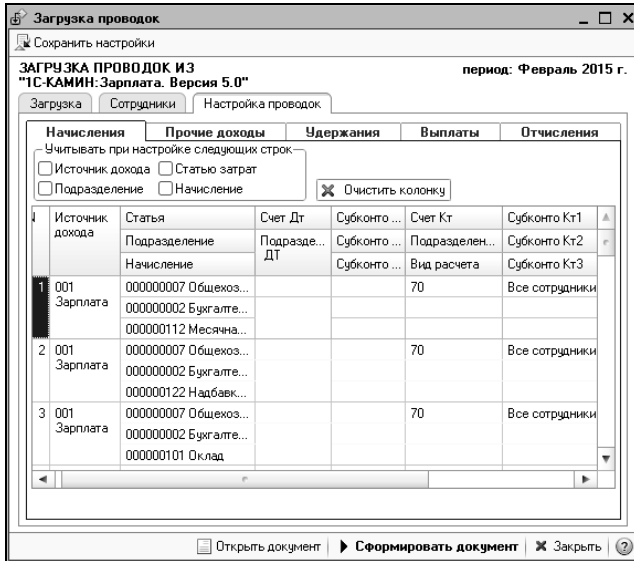 Загрузка проводок
Сохранить настройки
ЗАГРУЗКА ПРОВОДОК ИЗ период: Февраль 2015 г.
"1С-КАМИН:Зарплата. Версия 5.0"
Загрузка Сотрудники Настройка проводок
Начисления Прочие доходы Удержания Выплаты Отчисления
Учитывать при настройке следующих строк
Источник дохода Статью затрат
Подразделение Начисление
Очистить колонку
Источник дохода Статья Счет Дт Субконто ... Счет Кт Субконто Кт1
Подразделение Подразде... ДТ Субконто ... Подразделен... Субконто Кт2
Начисление Субконто ... Вид расчета Субконто Кт3
1 001 Зарплата 000000007 Общехоз... 70 Все сотрудники
000000002 Бухгалте...
000000112 Месячна...
2 001 Зарплата 000000007 Общехоз... 70 Все сотрудники
000000002 Бухгалте...
000000122 Надбавк...
3 001 Зарплата 000000007 Общехоз... 70 Все сотрудники
000000002 Бухгалте...
000000101 Оклад
Открыть документ Сформировать документ Закрыть ?